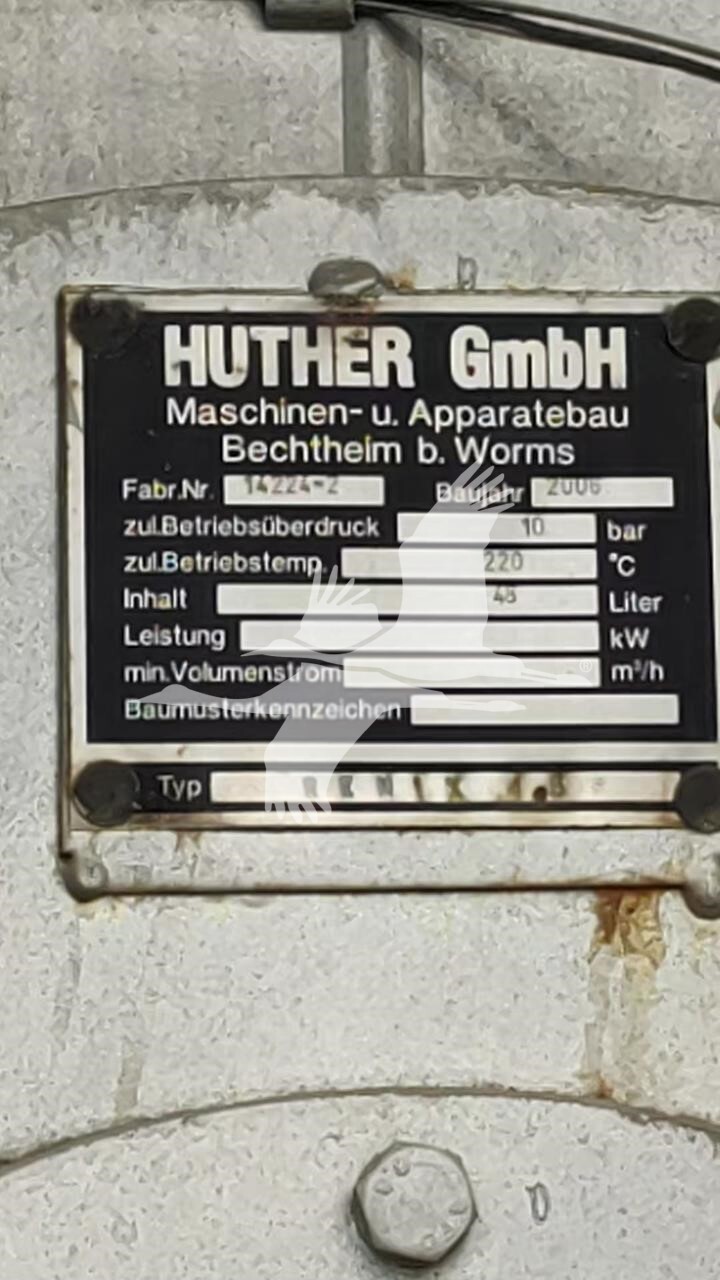 HUTHER GmbH
Maschinen- u. Apparatebau
Bechtheim b. Worms
Fabr.Nr. 14224-2 Baujahr 2006
zul.Betriebsüberdruck 10 bar
zul.Betriebstemp. 220 °C
Inhalt 48 Liter
Leistung kW
min.Volumenstrom m³/h
Baumusterkennzeichen
Typ